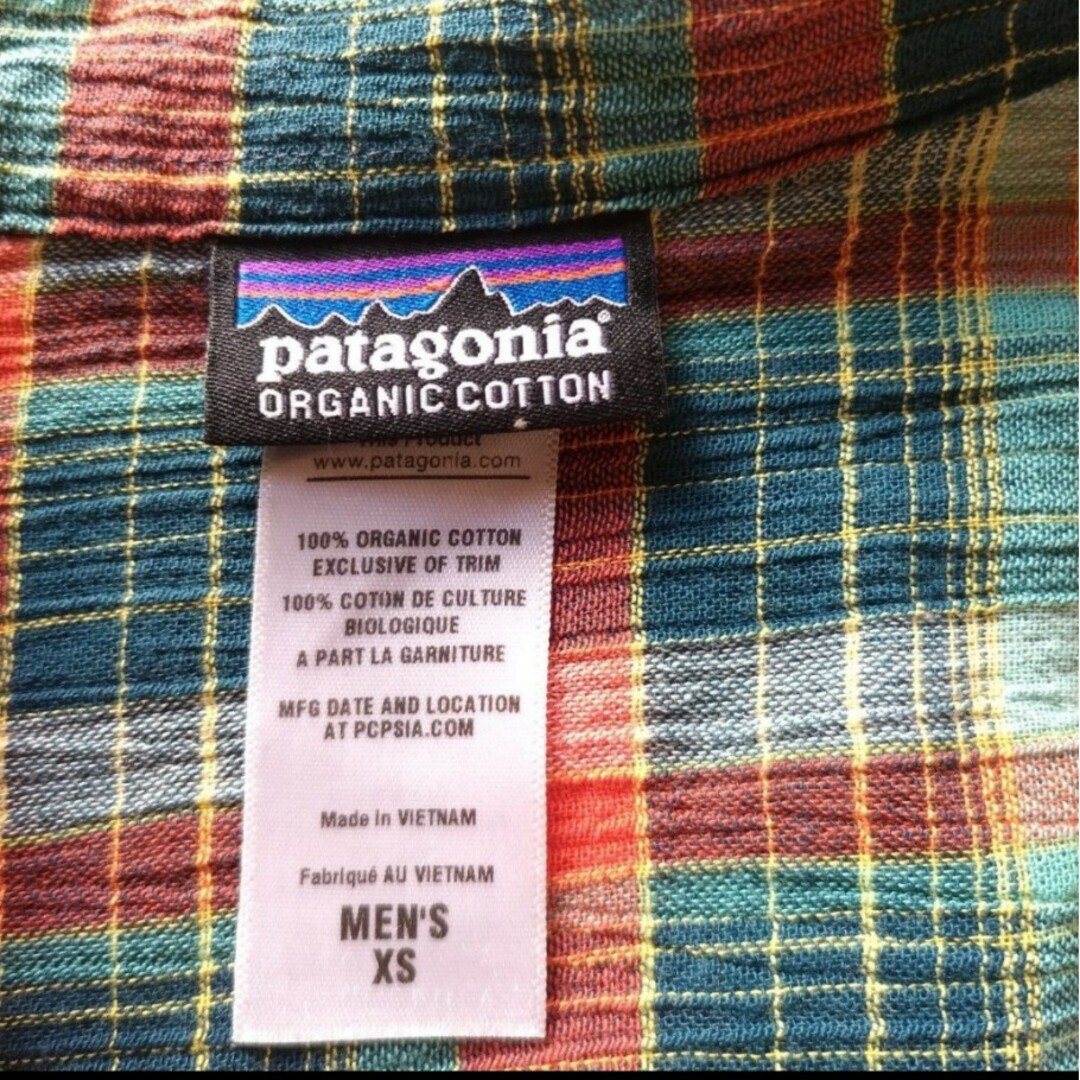 patagonia®
ORGANIC COTTON
Product
www.patagonia.com
100% ORGANIC COTTON
EXCLUSIVE OF TRIM
100% COTON DE CULTURE
BIOLOGIQUE
A PART LA GARNITURE
MFG DATE AND LOCATION
AT PCPSIA.COM
Made in VIETNAM
Fabriqué AU VIETNAM
MEN'S
XS